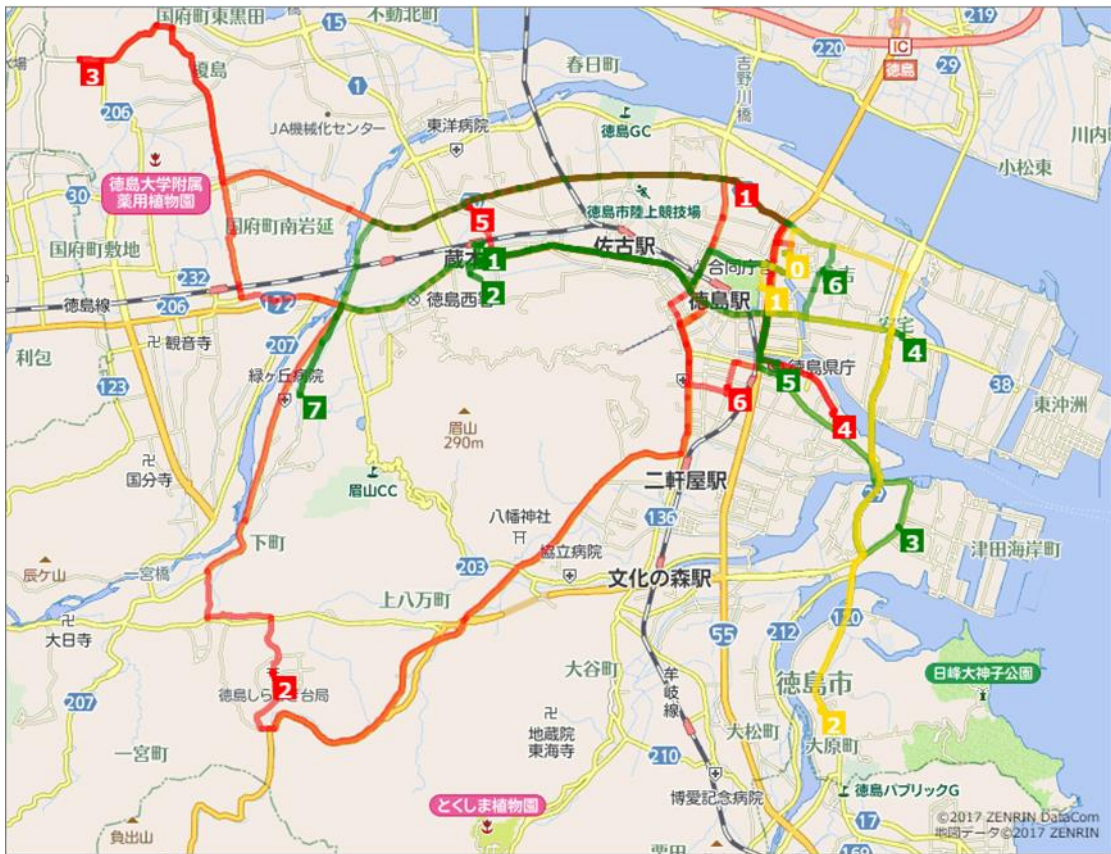 国府町東黒田
15
不動北町
219
IC
徳島
220
29
3
榎島
春日町
吉野川橋
1
206
JA機械化センター
東洋病院
徳島GC
川内
小松東
徳島大学附属
薬用植物園
30
国府町南岩延
5
徳島市陸上競技場
1
国府町敷地
蔵本
1
佐古駅
合同庁
0
6
232
2
徳島線
206
192
徳島西
徳島駅
1
安宅
4
観音寺
利包
207
123
緑ヶ丘病院
7
眉山
290m
6
5
徳島県庁
38
東沖洲
4
国分寺
眉山CC
二軒屋駅
八幡神社
136
3
津田海岸町
辰ケ山
下町
一宮橋
協立病院
203
文化の森駅
上八万町
大日寺
120
55
212
207
大谷町
牟岐線
徳島市
日峰大神子公園
徳島しら
台局
2
2
一宮町
地蔵院
東海寺
大松町
大原町
210
とくしま植物園
博愛記念病院
徳島パブリックG
負出山
17
©2017 ZENRIN DataCom
地図データ©2017 ZENRIN
169